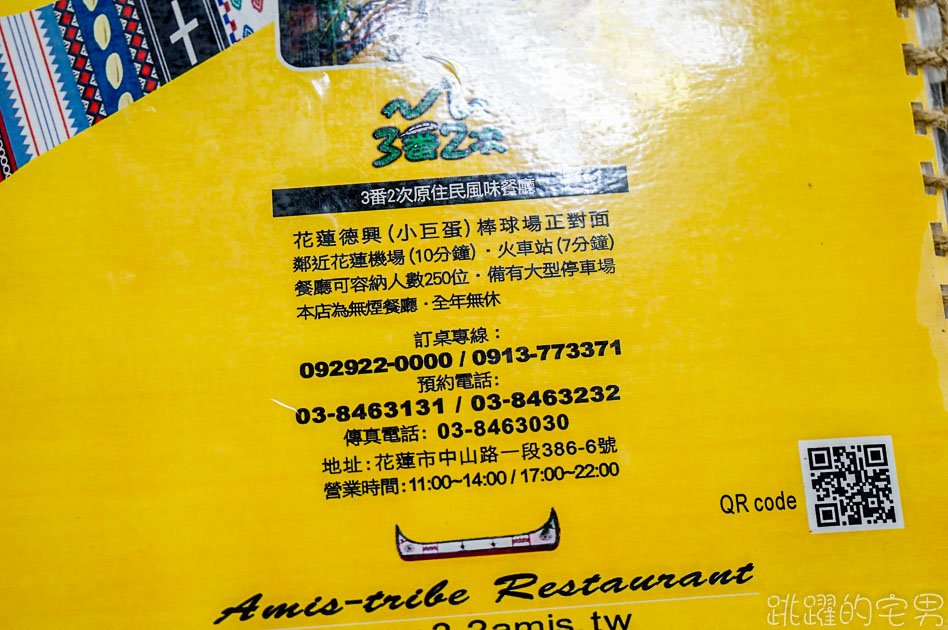 3番2次
3番2次原住民風味餐廳
花蓮德興(小巨蛋)棒球場正對面
鄰近花蓮機場(10分鐘)‧火車站(7分鐘)
餐廳可容納人數250位‧備有大型停車場
本店為無煙餐廳‧全年無休
訂桌專線:
092922-0000 / 0913-773371
預約電話:
03-8463131 / 03-8463232
傳真電話: 03-8463030
地址:花蓮市中山路一段386-6號
營業時間:11:00~14:00 / 17:00~22:00
QR code
Amis-tribe Restaurant
2amis.tw
跳躍的宅男